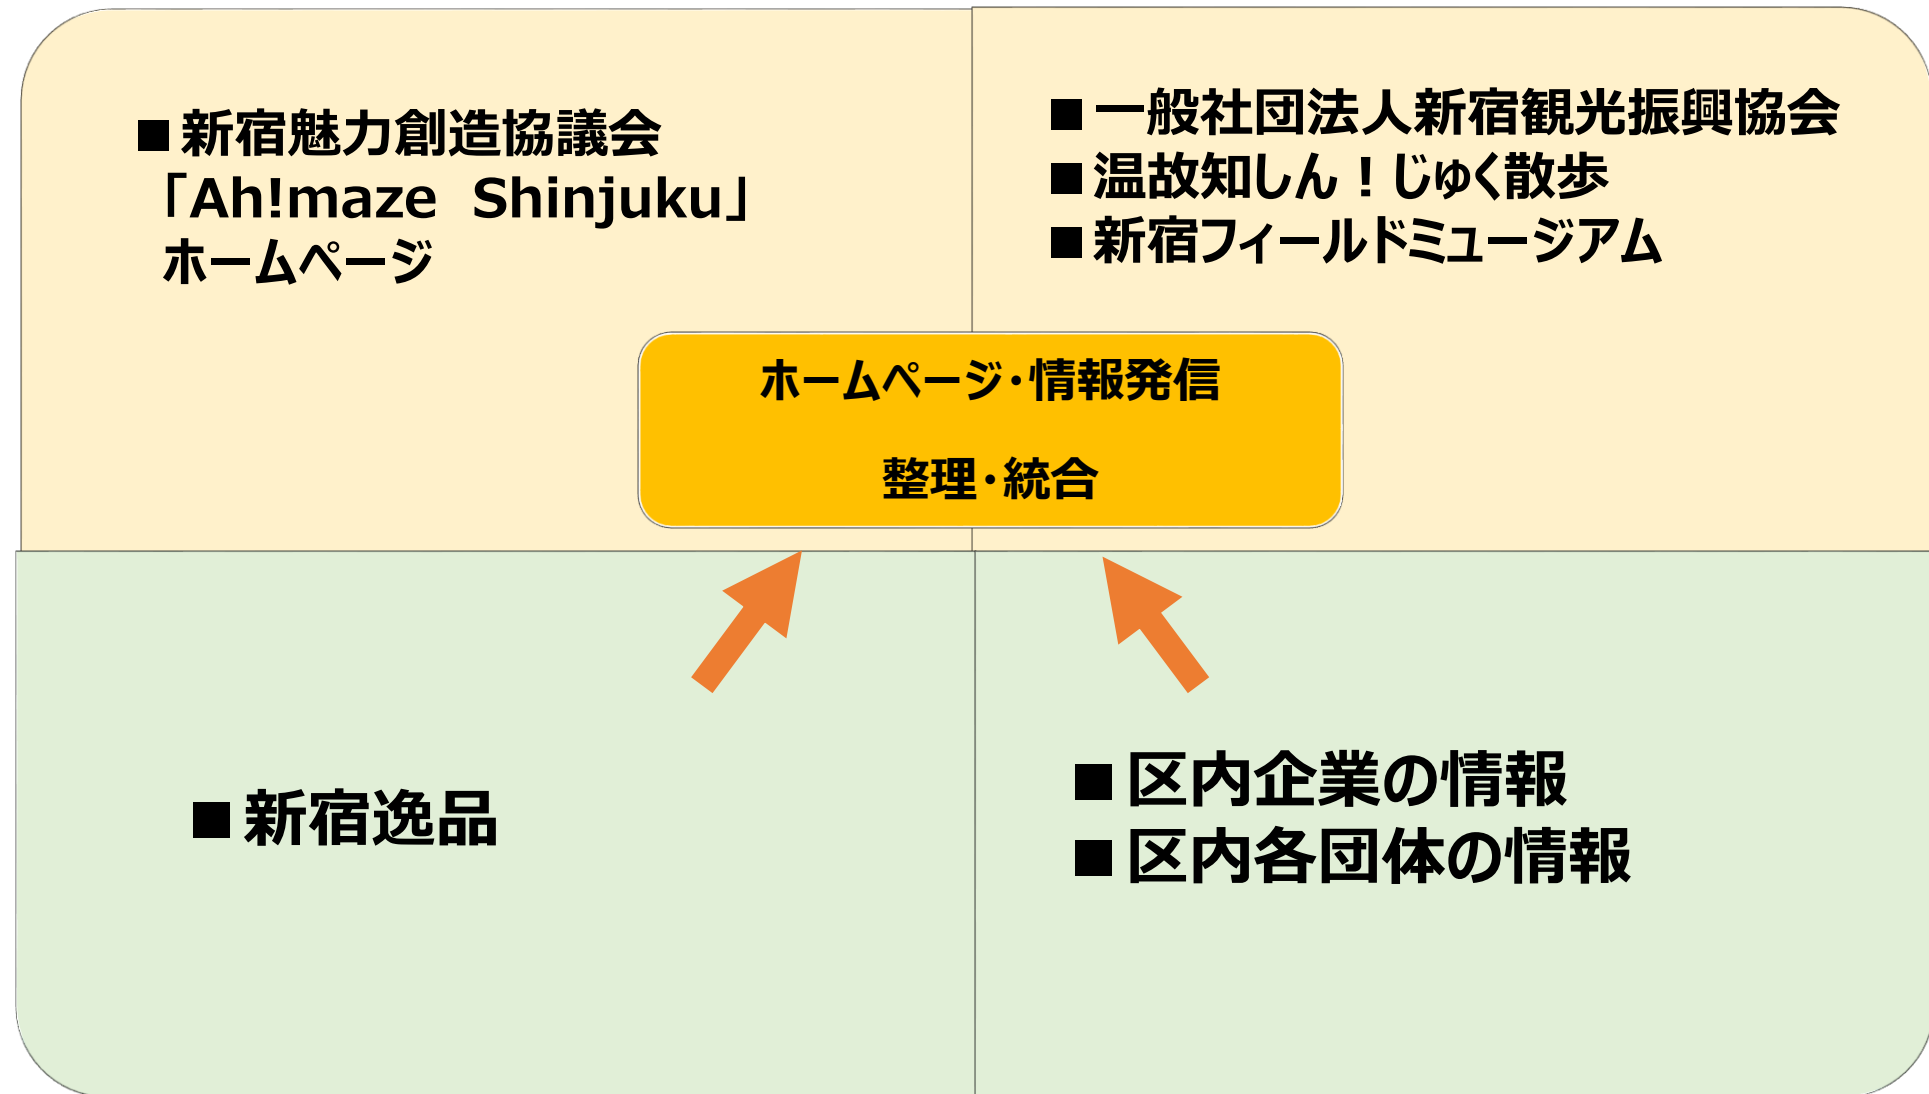 ■新宿魅力創造協議会
「Ah!maze Shinjuku」
ホームページ
■一般社団法人新宿観光振興協会
■温故知しん！じゅく散歩
■新宿フィールドミュージアム
ホームページ・情報発信
整理・統合
■新宿逸品
■区内企業の情報
■区内各団体の情報